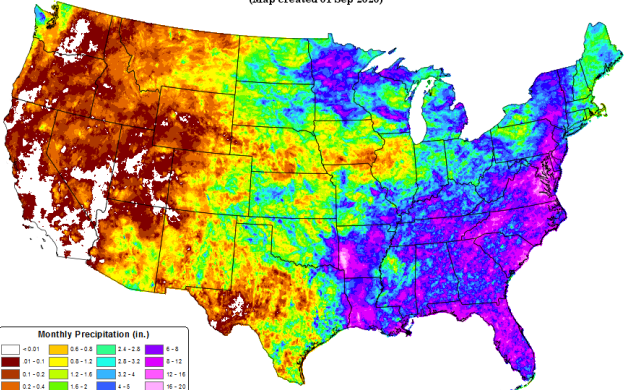 (Map created 01 Sep 2020)
Monthly Precipitation (in.)
< 0.01 0.6 - 0.8 2.4 - 2.8 6 - 8
.01 - 0.1 0.8 - 1.2 2.8 - 3.2 8 - 12
0.1 - 0.2 1.2 - 1.6 3.2 - 4 12 - 16
0.2 - 0.4 1.6 - 2 4 - 5 16 - 20